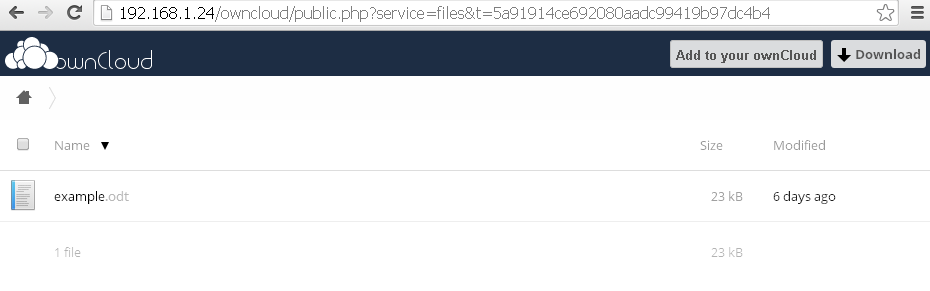 192.168.1.24/owncloud/public.php?service=files&t=5a91914ce692080aadc99419b97dc4b4
ownCloud Add to your ownCloud Download
Name Size Modified
example.odt 23 kB 6 days ago
1 file 23 kB